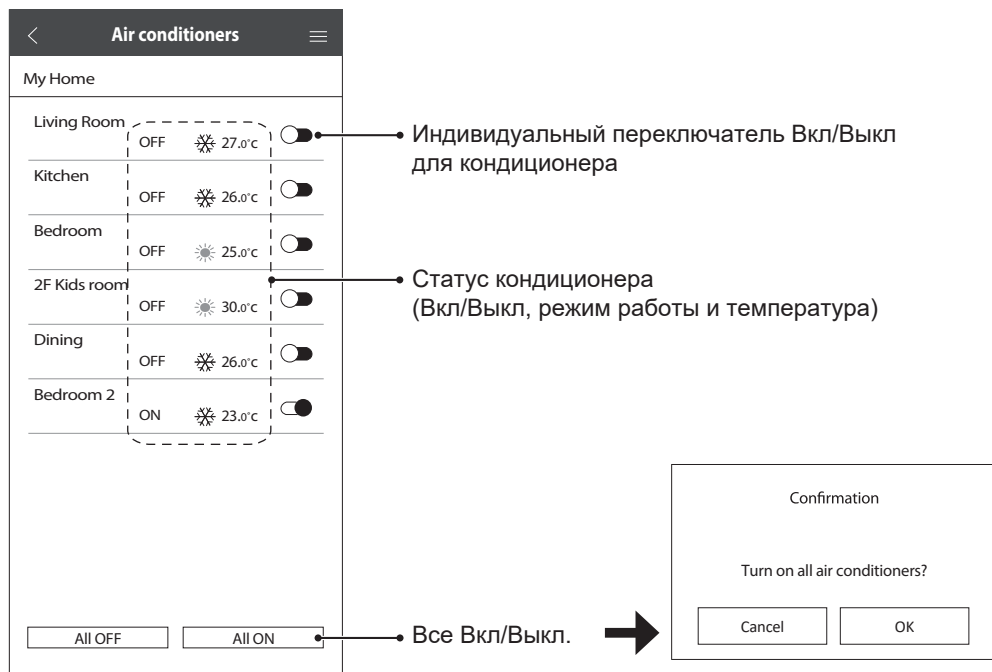 Air conditioners
My Home
Living Room
OFF 27.0°c
Kitchen
OFF 26.0°c
Bedroom
OFF 25.0°c
2F Kids room
OFF 30.0°c
Dining
OFF 26.0°c
Bedroom 2
ON 23.0°c
All OFF All ON
Индивидуальный переключатель Вкл/Выкл
для кондиционера
Статус кондиционера
(Вкл/Выкл, режим работы и температура)
Все Вкл/Выкл.
Confirmation
Turn on all air conditioners?
Cancel OK